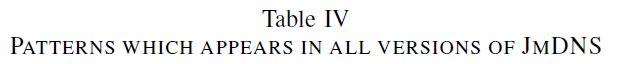 Table IV
PATTERNS WHICH APPEARS IN ALL VERSIONS OF JMDNS